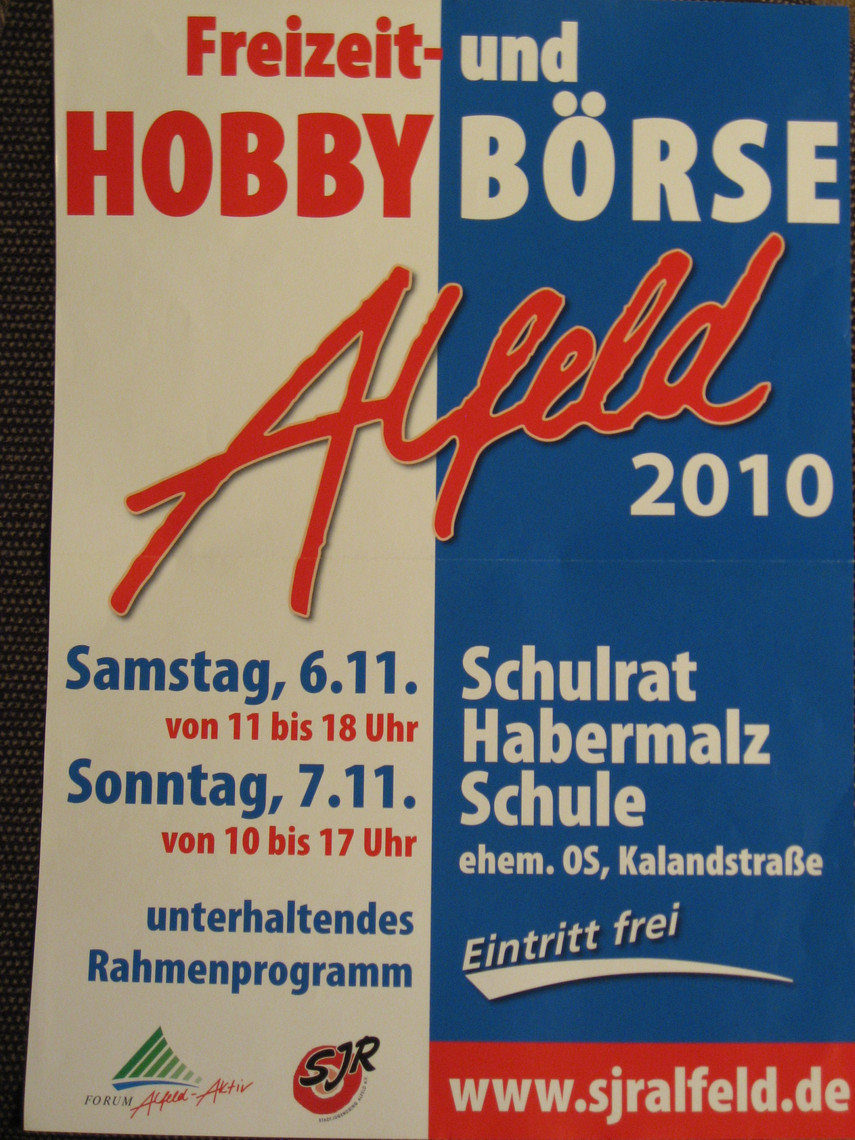 Freizeit- und
HOBBY BÖRSE
Alfeld
2010
Samstag, 6.11.
von 11 bis 18 Uhr
Sonntag, 7.11.
von 10 bis 17 Uhr
unterhaltendes
Rahmenprogramm
Schulrat
Habermalz
Schule
ehem. OS, Kalandstraße
Eintritt frei
FORUM Alfeld-Aktiv
SJR
www.sjralfeld.de